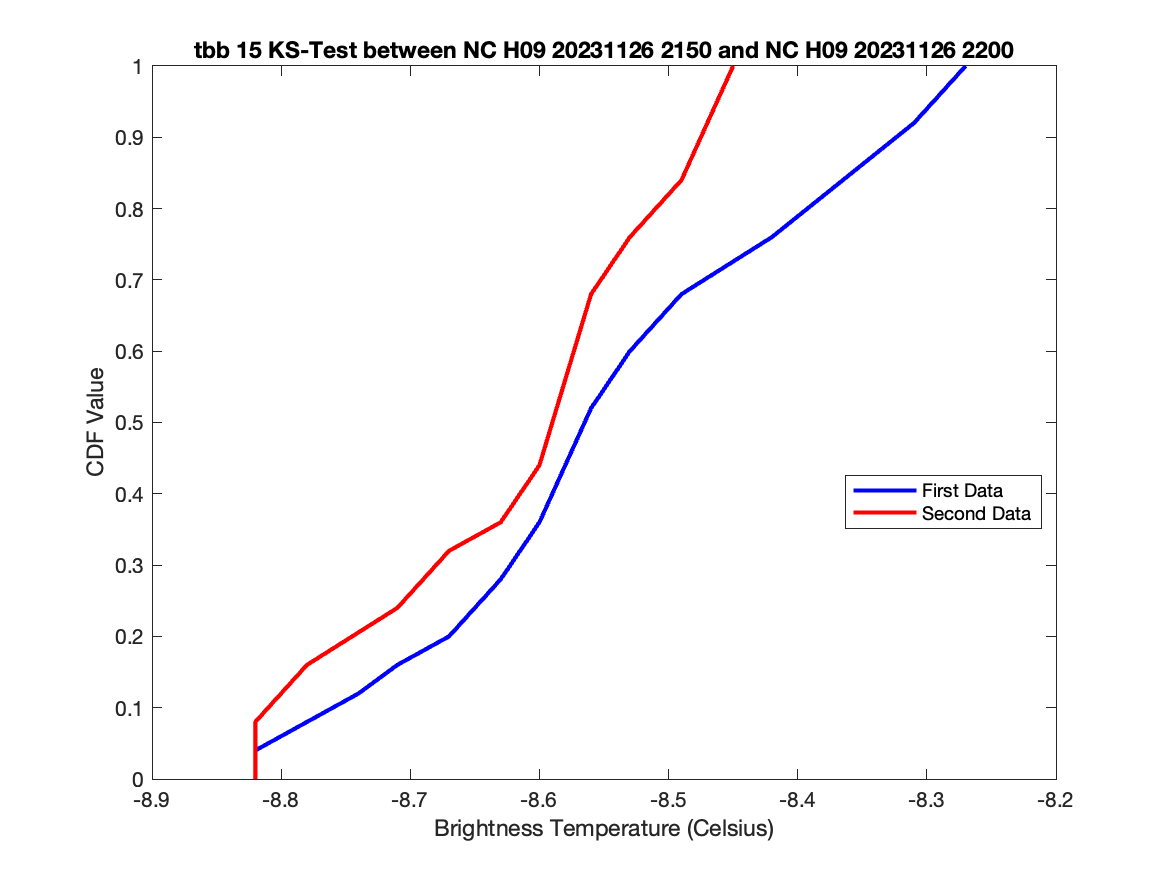 tbb 15 KS-Test between NC H09 20231126 2150 and NC H09 20231126 2200
1
0.9
0.8
0.7
0.6
0.5
0.4
0.3
0.2
0.1
0
CDF Value
First Data
Second Data
-8.9 -8.8 -8.7 -8.6 -8.5 -8.4 -8.3 -8.2
Brightness Temperature (Celsius)